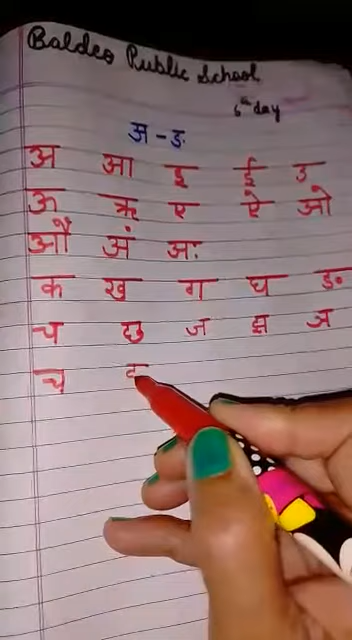 Baldeo Public School
6th day
अ - ङ
अ आ इ ई उ
ऊ ऋ ए ऐ ओ
औ अं अः
क ख ग घ ङ
च छ ज झ ञ
च